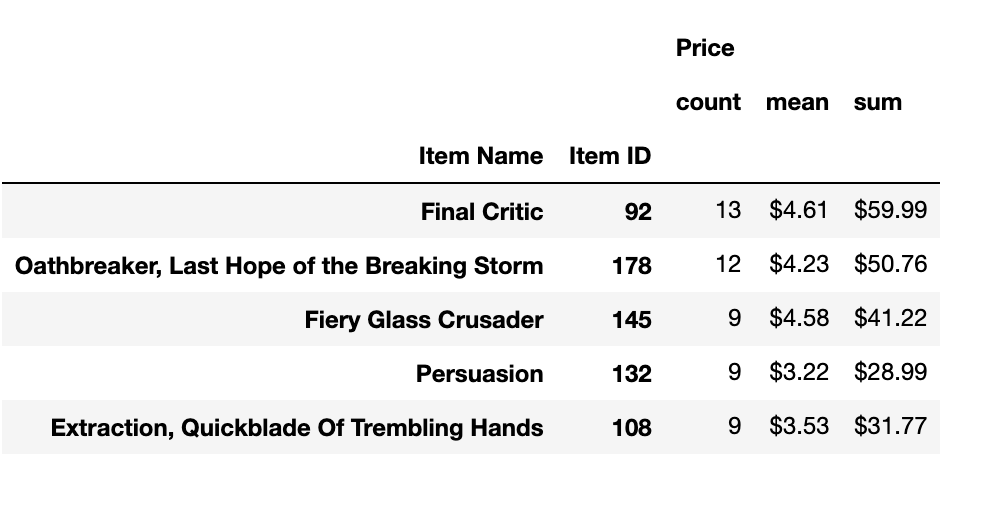 Price
count mean sum
Item Name Item ID
Final Critic 92 13 $4.61 $59.99
Oathbreaker, Last Hope of the Breaking Storm 178 12 $4.23 $50.76
Fiery Glass Crusader 145 9 $4.58 $41.22
Persuasion 132 9 $3.22 $28.99
Extraction, Quickblade Of Trembling Hands 108 9 $3.53 $31.77